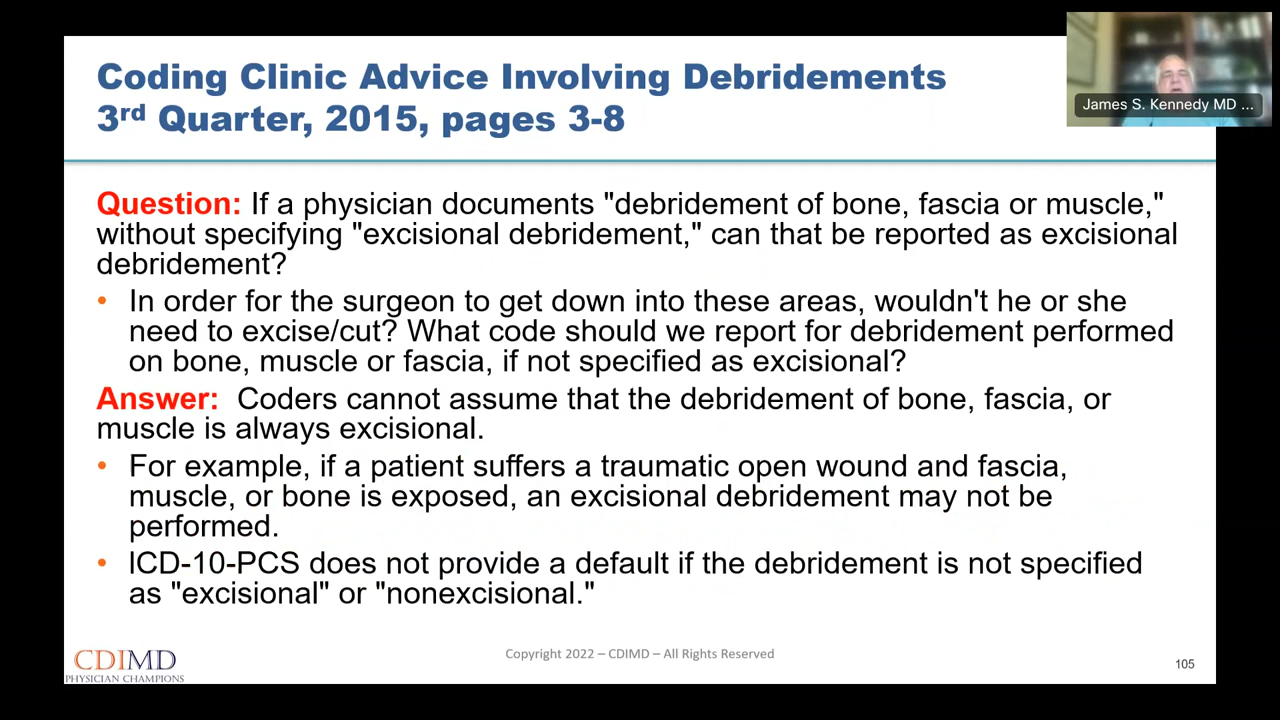 Coding Clinic Advice Involving Debridements
3rd Quarter, 2015, pages 3-8
James S. Kennedy MD ...
Question: If a physician documents "debridement of bone, fascia or muscle,"
without specifying "excisional debridement," can that be reported as excisional
debridement?
• In order for the surgeon to get down into these areas, wouldn't he or she
need to excise/cut? What code should we report for debridement performed
on bone, muscle or fascia, if not specified as excisional?
Answer: Coders cannot assume that the debridement of bone, fascia, or
muscle is always excisional.
• For example, if a patient suffers a traumatic open wound and fascia,
muscle, or bone is exposed, an excisional debridement may not be
performed.
• ICD-10-PCS does not provide a default if the debridement is not specified
as "excisional" or "nonexcisional."
CDIMD
PHYSICIAN CHAMPIONS
Copyright 2022 – CDIMD – All Rights Reserved
105